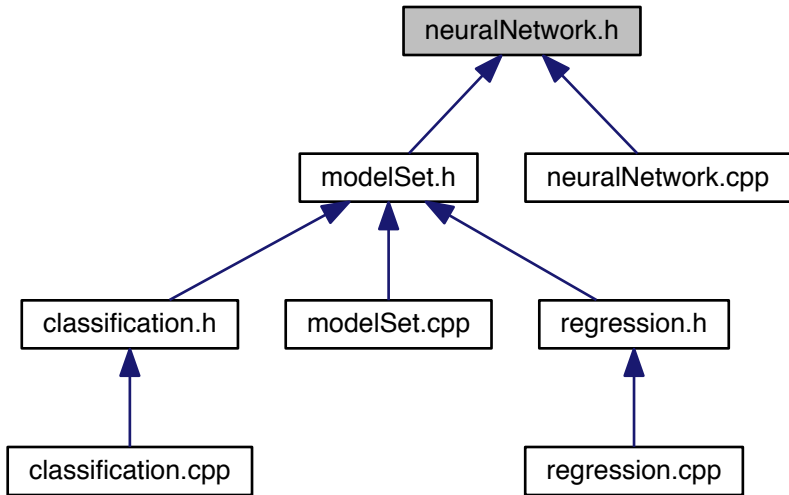 neuralNetwork.h
modelSet.h
neuralNetwork.cpp
classification.h
modelSet.cpp
regression.h
classification.cpp
regression.cpp